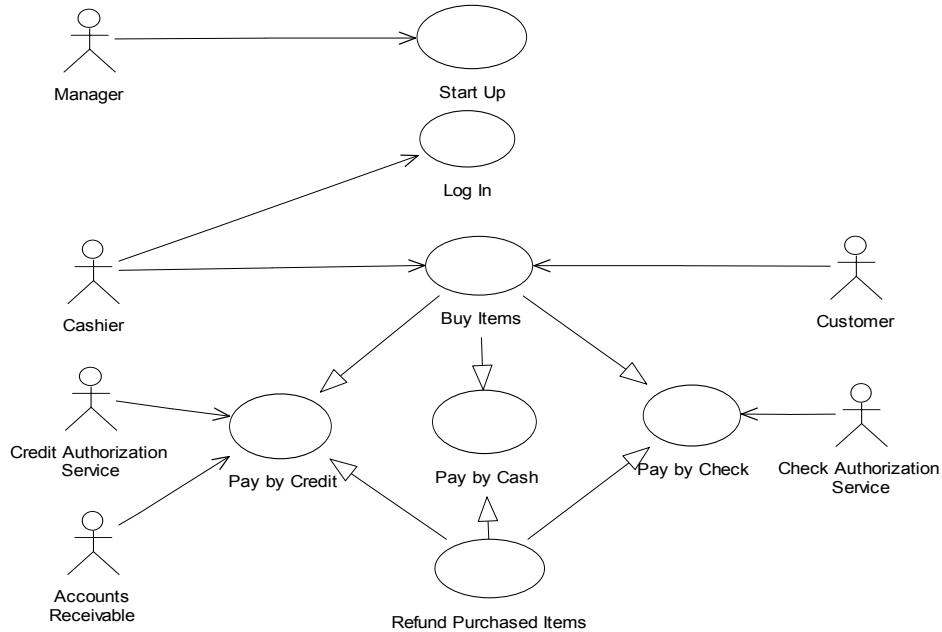 Manager
Start Up
Log In
Cashier
Buy Items
Customer
Credit Authorization
Service
Pay by Credit
Pay by Cash
Pay by Check
Check Authorization
Service
Accounts
Receivable
Refund Purchased Items